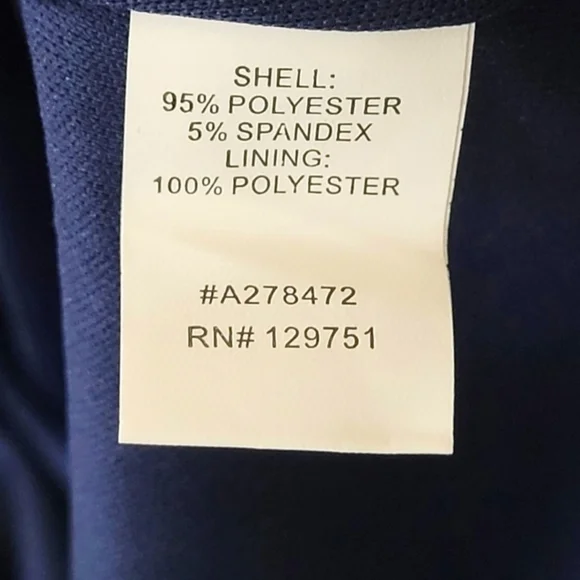 SHELL:
95% POLYESTER
5% SPANDEX
LINING:
100% POLYESTER
#A278472
RN# 129751